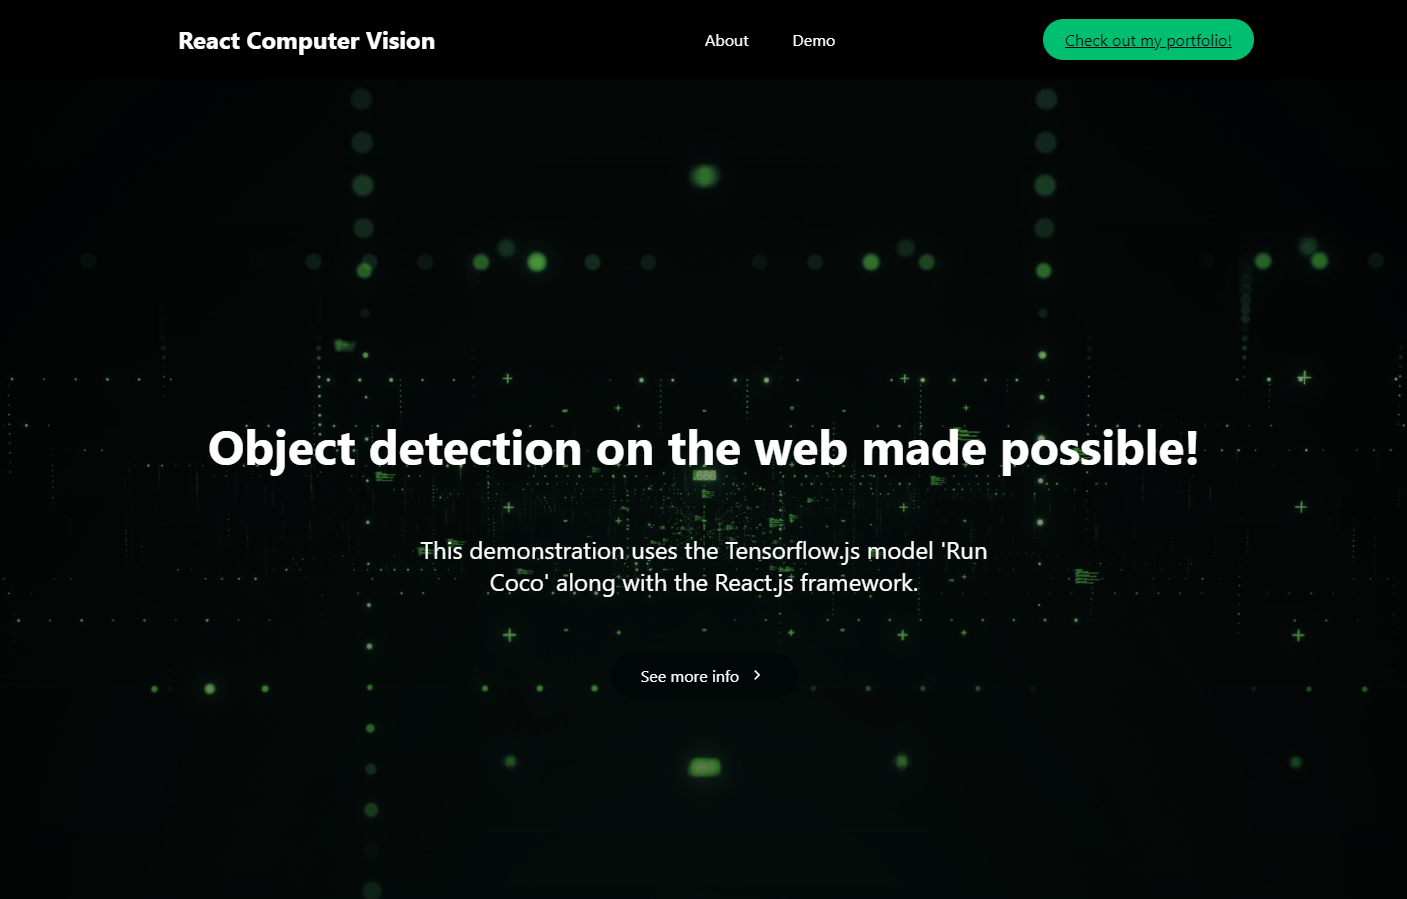 React Computer Vision
About
Demo
Check out my portfolio!
Object detection on the web made possible!
This demonstration uses the Tensorflow.js model 'Run
Coco' along with the React.js framework.
See more info